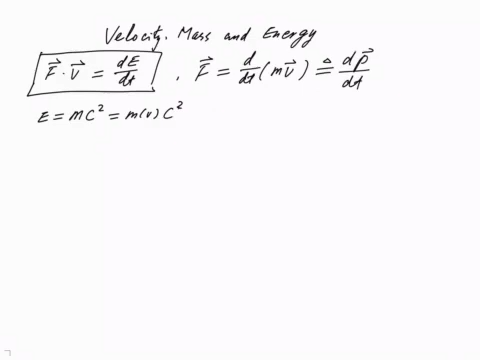 Velocity. Mass and Energy
F⃗ · V⃗ = dE/dt , F⃗ = d/dt (mv⃗) ≜ dp⃗/dt
E = MC² = m(v) C²